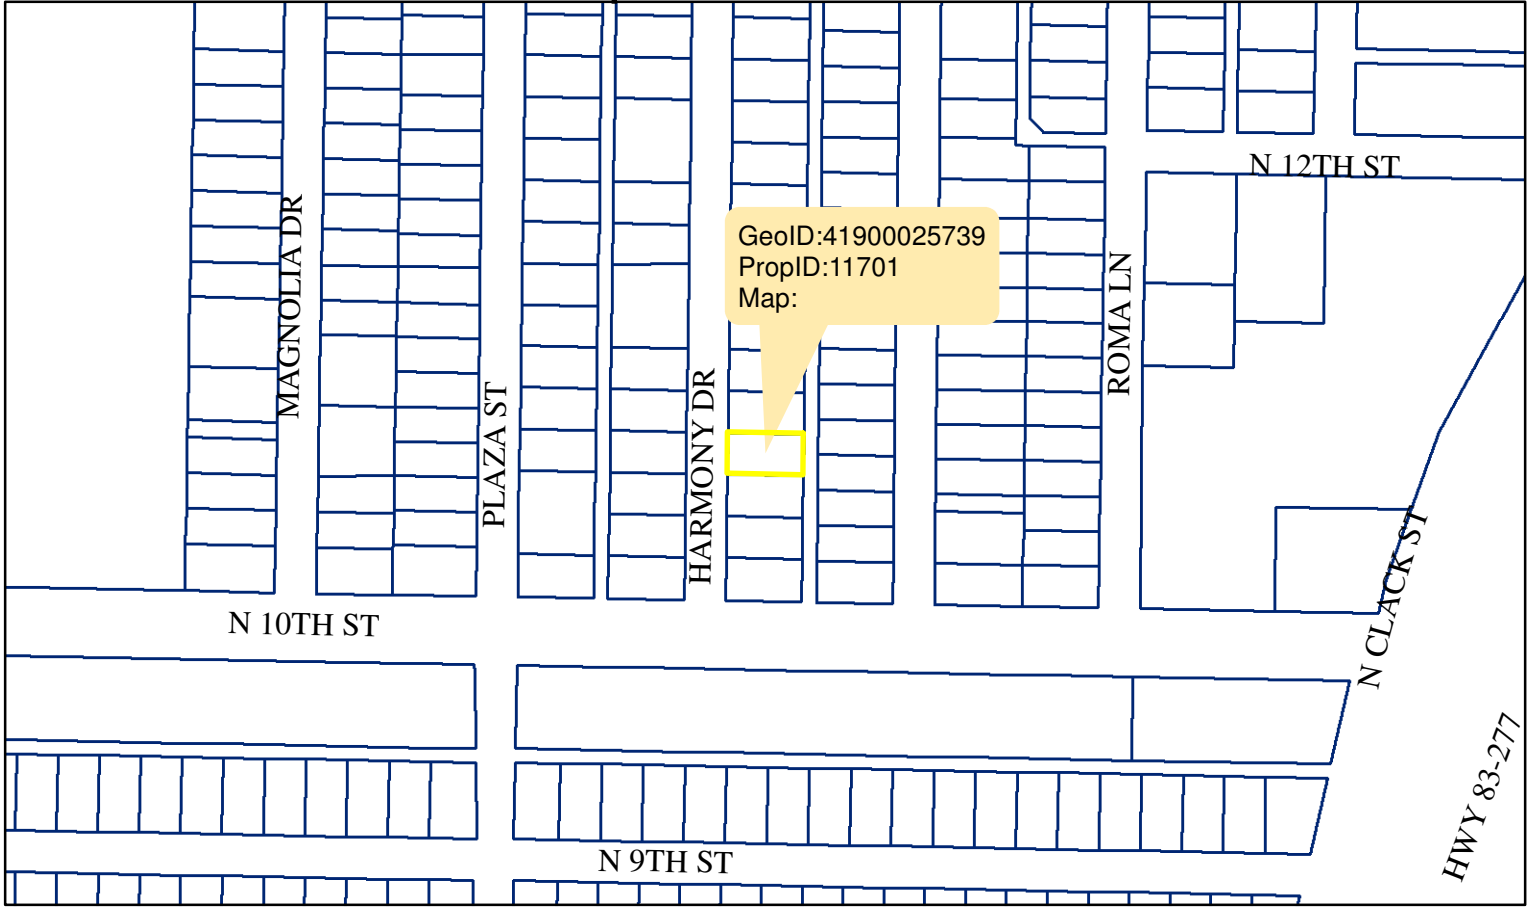 N 12TH ST
GeoID:41900025739
PropID:11701
Map:
MAGNOLIA DR
PLAZA ST
HARMONY DR
ROMA LN
N CLACK ST
N 10TH ST
HWY 83-277
N 9TH ST